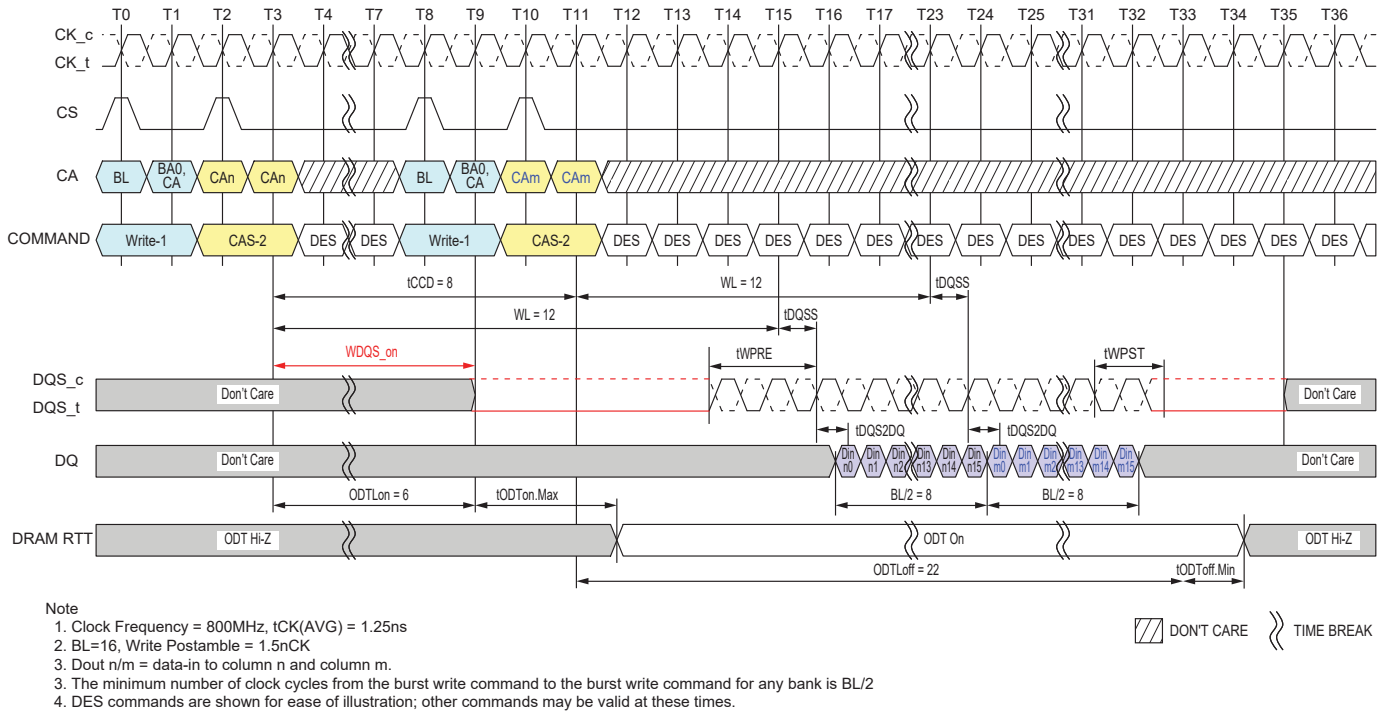 T0 T1 T2 T3 T4 T7 T8 T9 T10 T11 T12 T13 T14 T15 T16 T17 T23 T24 T25 T31 T32 T33 T34 T35 T36
CK_c
CK_t
CS
CA BL BA0, CA CAn CAn BL BA0, CA CAm CAm
COMMAND Write-1 CAS-2 DES DES Write-1 CAS-2 DES DES DES DES DES DES DES DES DES DES DES DES DES DES DES
tCCD = 8 WL = 12 tDQSS
WL = 12 tDQSS
WDQS_on tWPRE tWPST
DQS_c
DQS_t
Don't Care Don't Care
tDQS2DQ tDQS2DQ
DQ Don't Care Din n0 Din n1 Din n2 Din n13 Din n14 Din n15 Din m0 Din m1 Din m2 Din m13 Din m14 Din m15 Don't Care
ODTLon = 6 tODTon.Max BL/2 = 8 BL/2 = 8
DRAM RTT ODT Hi-Z ODT On ODT Hi-Z
ODTLoff = 22 tODToff.Min
Note
1. Clock Frequency = 800MHz, tCK(AVG) = 1.25ns
2. BL=16, Write Postamble = 1.5nCK
3. Dout n/m = data-in to column n and column m.
3. The minimum number of clock cycles from the burst write command to the burst write command for any bank is BL/2
4. DES commands are shown for ease of illustration; other commands may be valid at these times.
DON'T CARE TIME BREAK